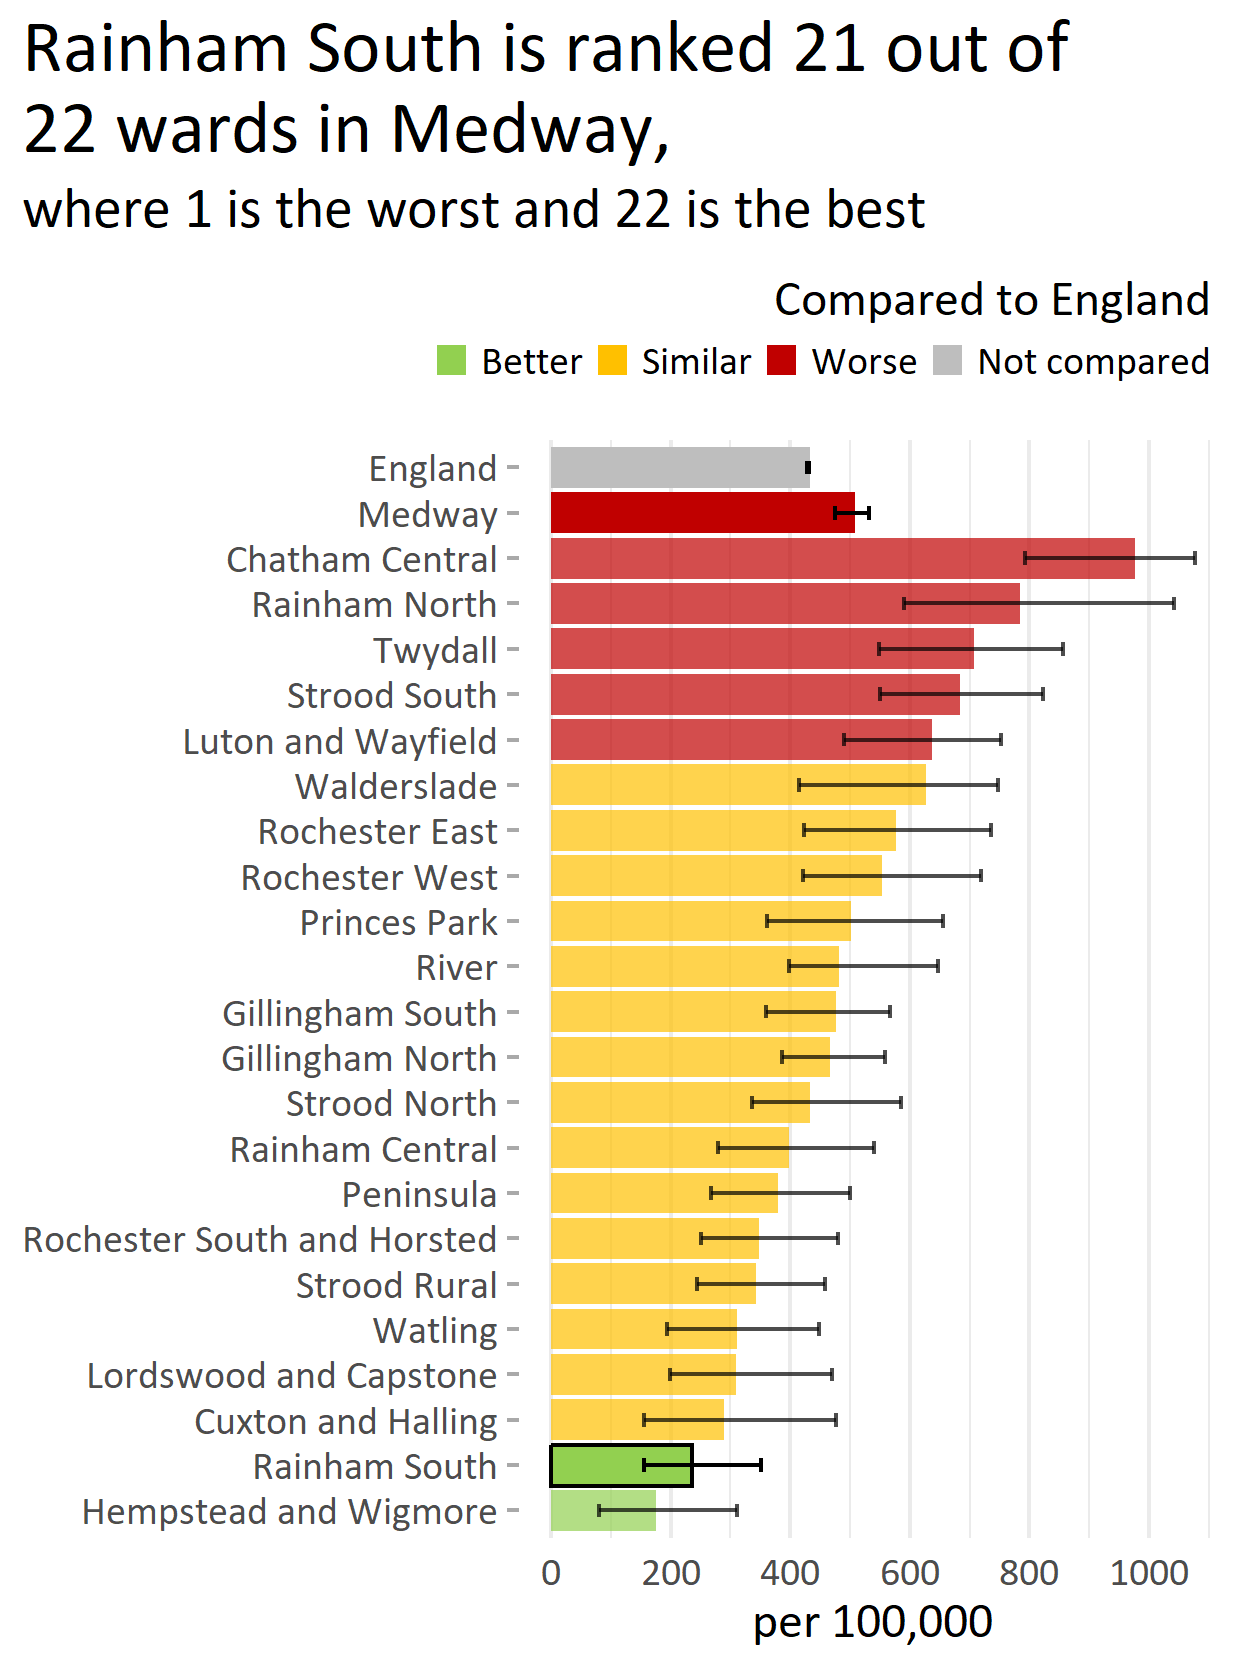 Rainham South is ranked 21 out of
22 wards in Medway,
where 1 is the worst and 22 is the best
Compared to England
Better Similar Worse Not compared
England
Medway
Chatham Central
Rainham North
Twydall
Strood South
Luton and Wayfield
Walderslade
Rochester East
Rochester West
Princes Park
River
Gillingham South
Gillingham North
Strood North
Rainham Central
Peninsula
Rochester South and Horsted
Strood Rural
Watling
Lordswood and Capstone
Cuxton and Halling
Rainham South
Hempstead and Wigmore
0 200 400 600 800 1000
per 100,000